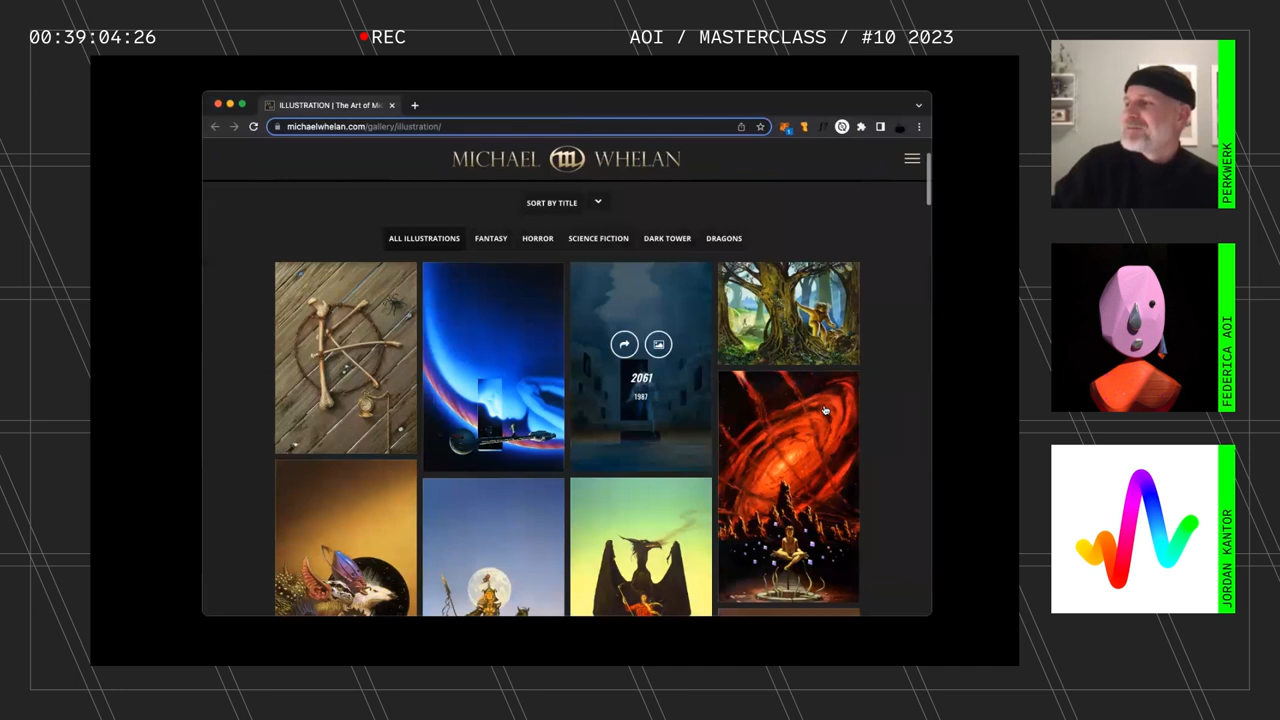 00:39:04:26
REC
AOI / MASTERCLASS / #10 2023
ILLUSTRATION | The Art of Mic
michaelwhelan.com/gallery/illustration/
MICHAEL WHELAN
SORT BY TITLE
ALL ILLUSTRATIONS FANTASY HORROR SCIENCE FICTION DARK TOWER DRAGONS
2061
1987
PERKWERK
FEDERICA AOI
JORDAN KANTOR